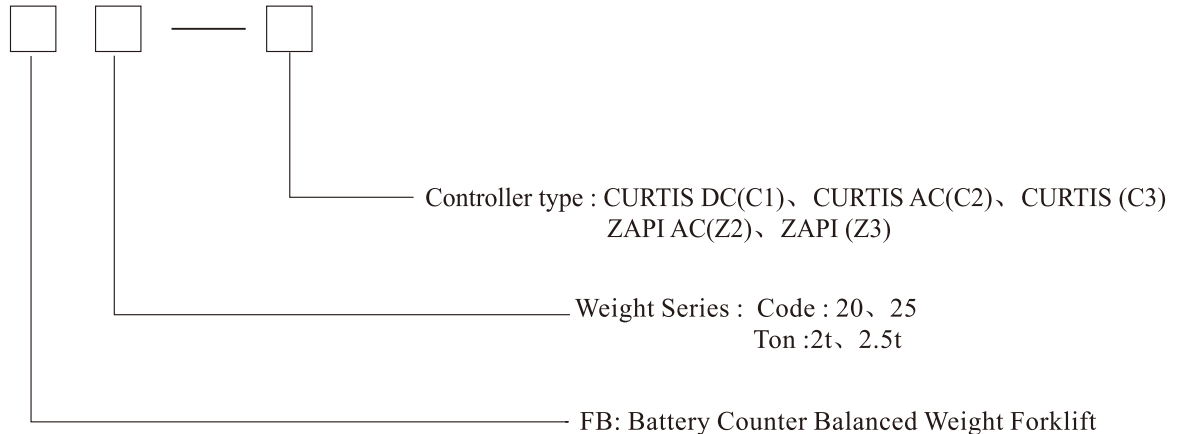 Controller type : CURTIS DC(C1)、CURTIS AC(C2)、CURTIS (C3)
ZAPI AC(Z2)、ZAPI (Z3)
Weight Series : Code : 20、25
Ton :2t、2.5t
FB: Battery Counter Balanced Weight Forklift